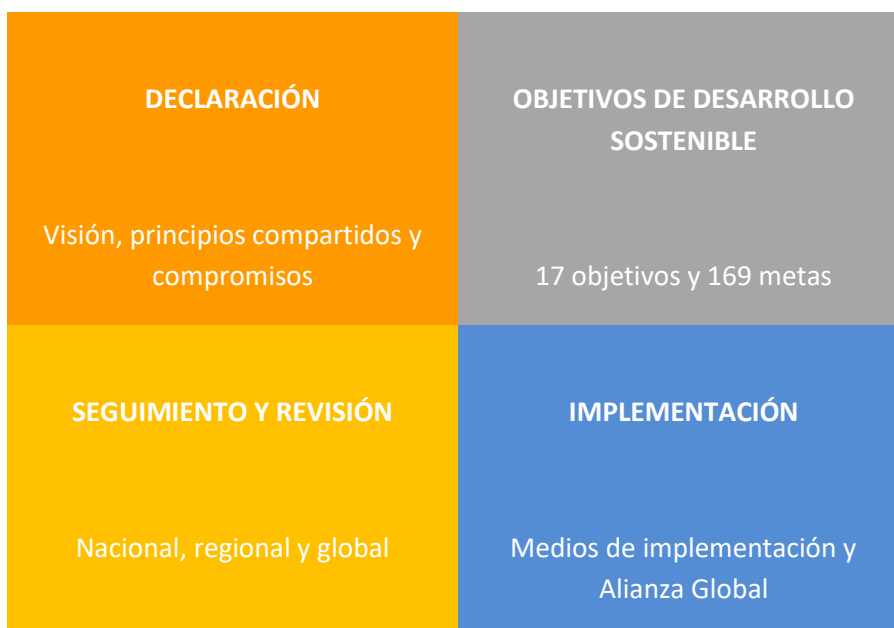 DECLARACIÓN
Visión, principios compartidos y
compromisos
OBJETIVOS DE DESARROLLO
SOSTENIBLE
17 objetivos y 169 metas
SEGUIMIENTO Y REVISIÓN
Nacional, regional y global
IMPLEMENTACIÓN
Medios de implementación y
Alianza Global